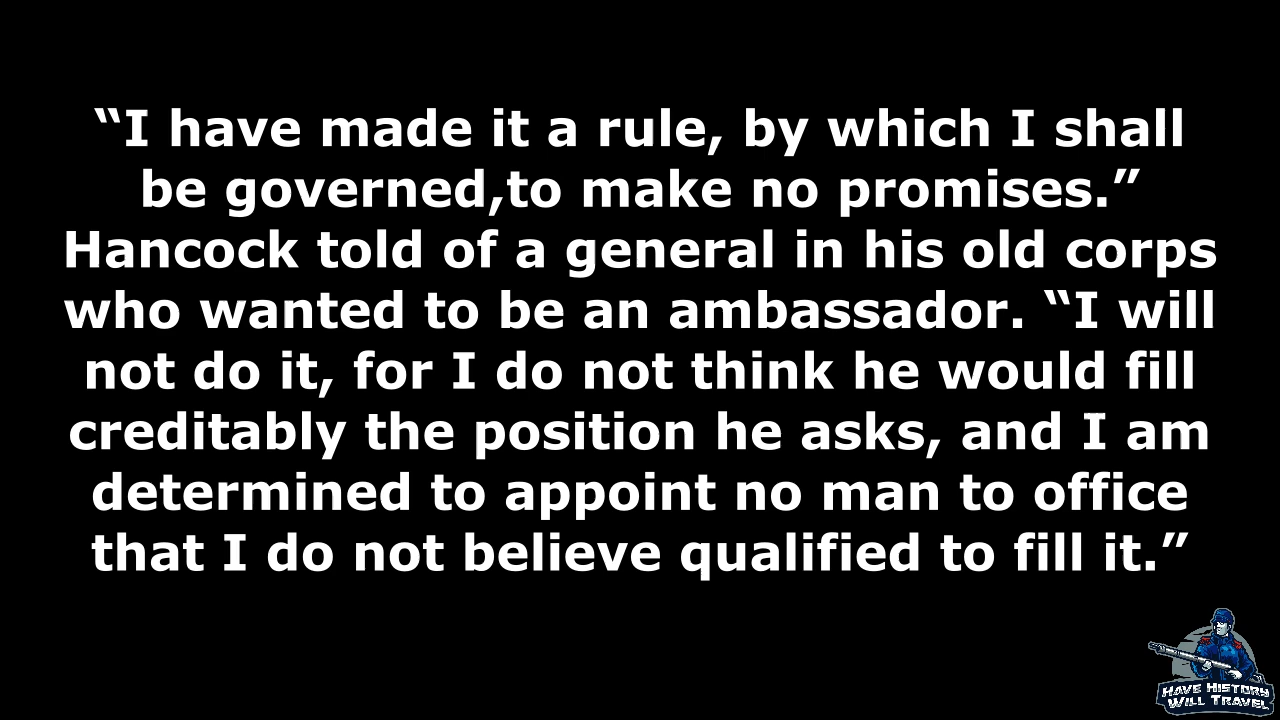 “I have made it a rule, by which I shall
be governed,to make no promises.”
Hancock told of a general in his old corps
who wanted to be an ambassador. “I will
not do it, for I do not think he would fill
creditably the position he asks, and I am
determined to appoint no man to office
that I do not believe qualified to fill it.”
HAVE HISTORY
WILL TRAVEL